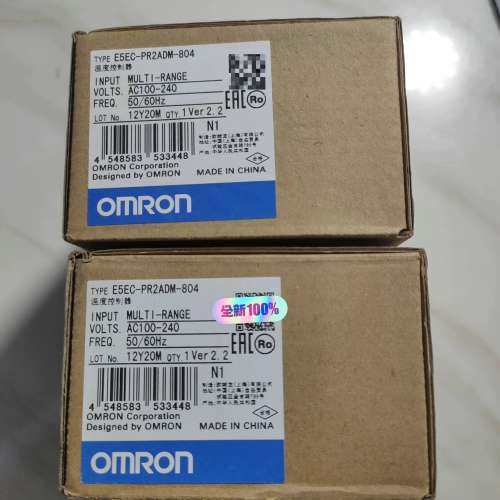 TYPE E5EC-PR2ADM-804
温度控制器
INPUT MULTI-RANGE
VOLTS. AC100-240
FREQ. 50/60Hz
LOT No. 12Y20M QTY.1 Ver 2.2
N1
4 548583 533448
OMRON Corporation
Designed by OMRON
MADE IN CHINA
EAC
Ro
OMRON
TYPE E5EC-PR2ADM-804
温度控制器
INPUT MULTI-RANGE
VOLTS. AC100-240
FREQ. 50/60Hz
LOT No. 12Y20M QTY.1 Ver 2.2
N1
全新100%
4 548583 533448
OMRON Corporation
Designed by OMRON
MADE IN CHINA
EAC
Ro
OMRON